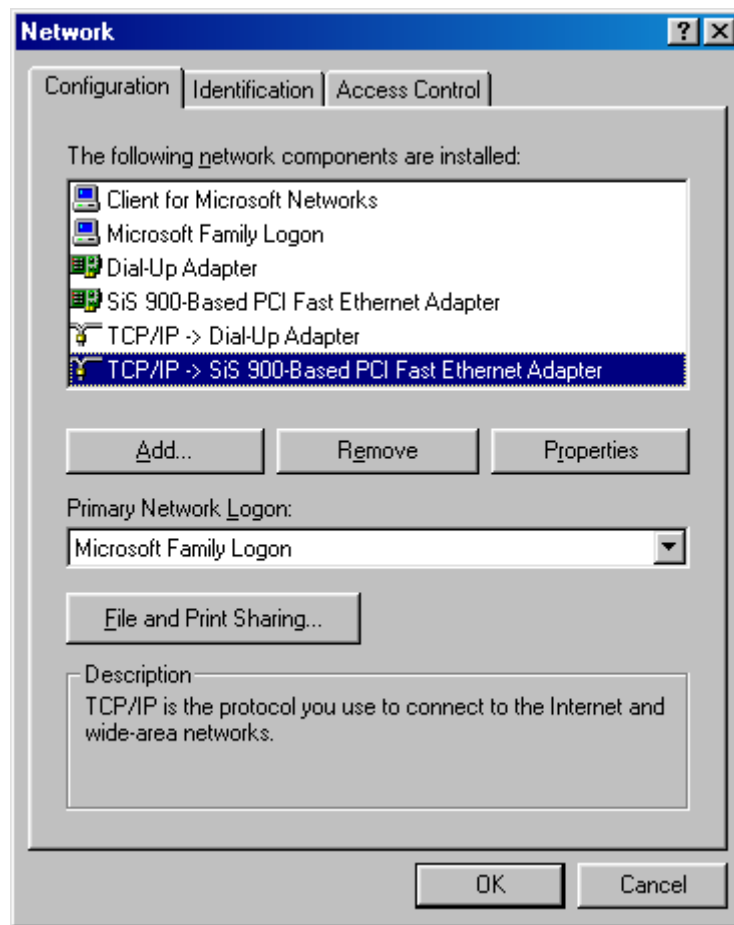 Network
Configuration
Identification
Access Control
The following network components are installed:
Client for Microsoft Networks
Microsoft Family Logon
Dial-Up Adapter
SiS 900-Based PCI Fast Ethernet Adapter
TCP/IP -> Dial-Up Adapter
TCP/IP -> SiS 900-Based PCI Fast Ethernet Adapter
Add...
Remove
Properties
Primary Network Logon:
Microsoft Family Logon
File and Print Sharing...
Description
TCP/IP is the protocol you use to connect to the Internet and
wide-area networks.
OK
Cancel